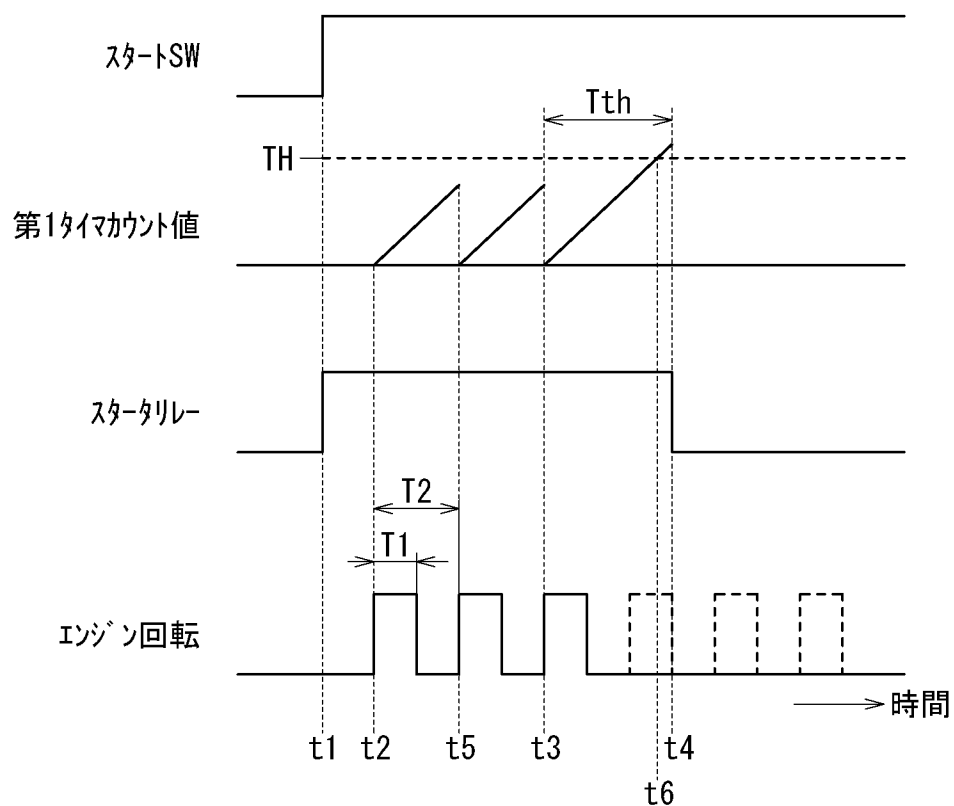 ｽﾀｰﾄSW
Tth
TH
第1ﾀｲﾏｶｳﾝﾄ値
ｽﾀｰﾀﾘﾚｰ
T2
T1
ｴﾝｼﾞﾝ回転
時間
t1 t2 t5 t3 t4
t6